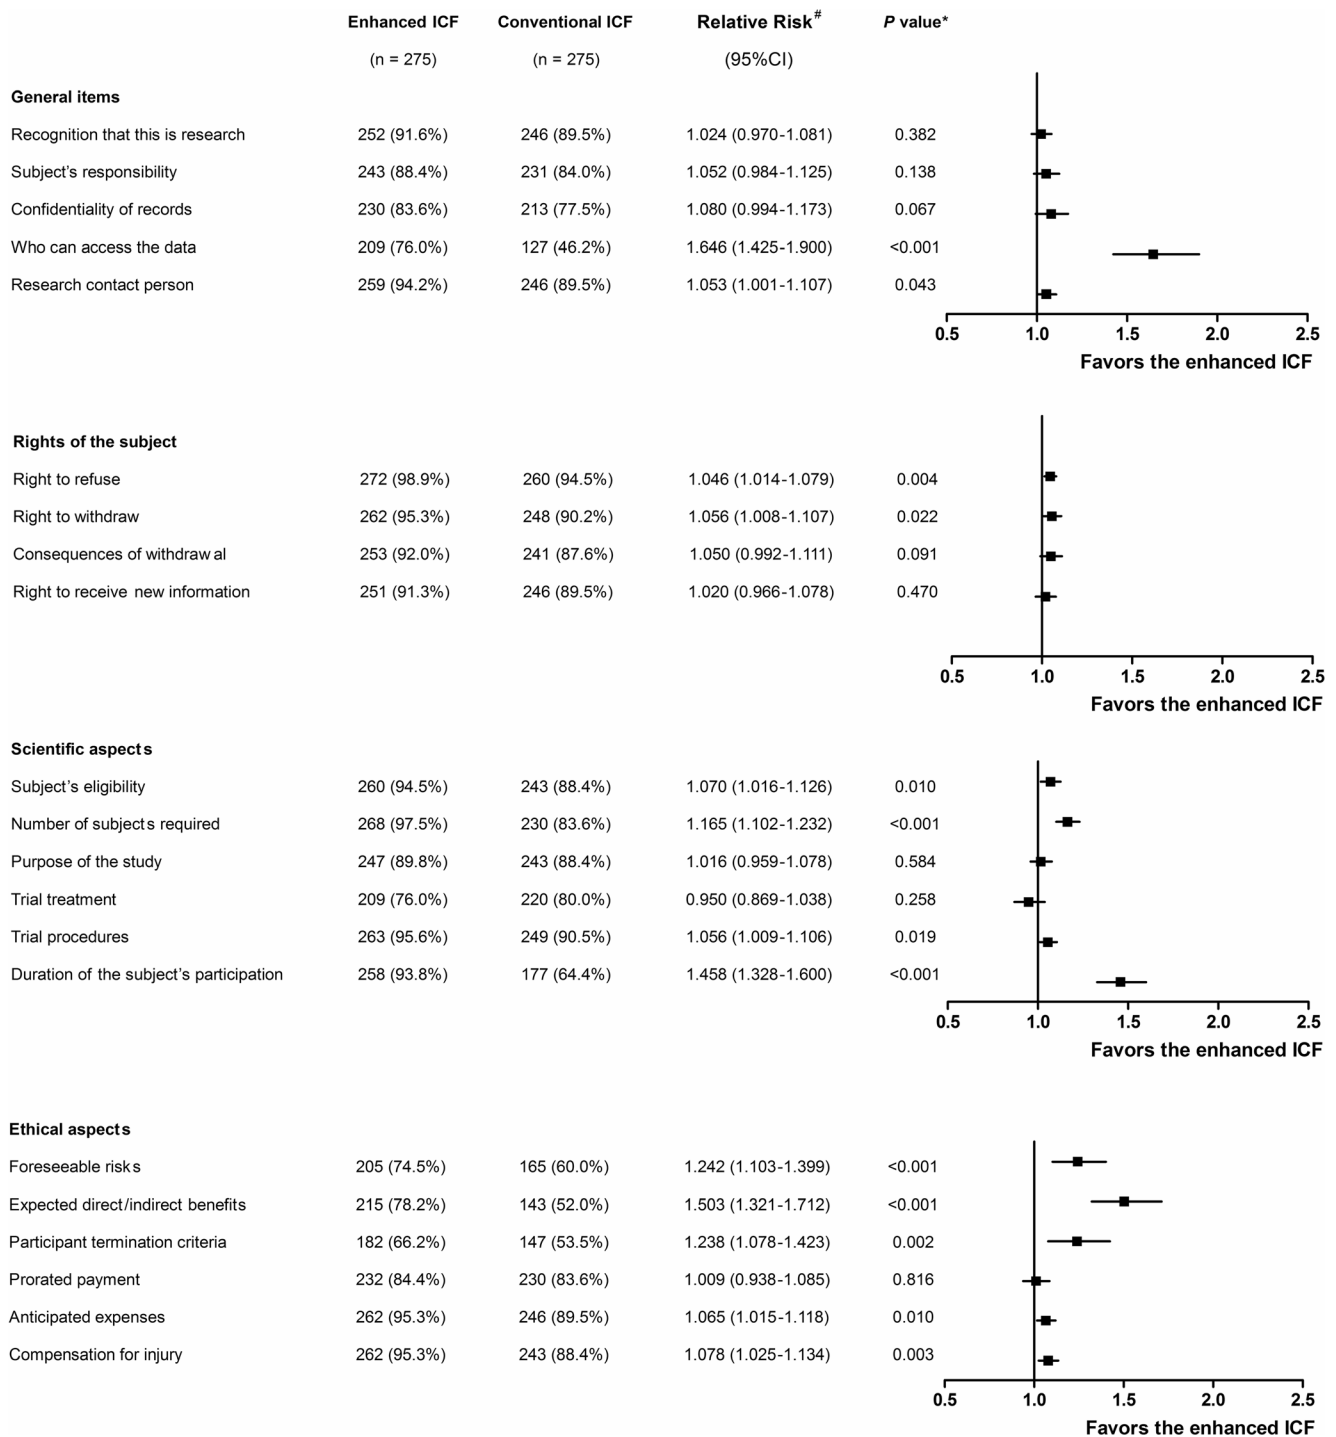 Enhanced ICF Conventional ICF Relative Risk# P value*
(n = 275) (n = 275) (95%CI)
General items
Recognition that this is research 252 (91.6%) 246 (89.5%) 1.024 (0.970-1.081) 0.382
Subject's responsibility 243 (88.4%) 231 (84.0%) 1.052 (0.984-1.125) 0.138
Confidentiality of records 230 (83.6%) 213 (77.5%) 1.080 (0.994-1.173) 0.067
Who can access the data 209 (76.0%) 127 (46.2%) 1.646 (1.425-1.900) <0.001
Research contact person 259 (94.2%) 246 (89.5%) 1.053 (1.001-1.107) 0.043
0.5 1.0 1.5 2.0 2.5
Favors the enhanced ICF
Rights of the subject
Right to refuse 272 (98.9%) 260 (94.5%) 1.046 (1.014-1.079) 0.004
Right to withdraw 262 (95.3%) 248 (90.2%) 1.056 (1.008-1.107) 0.022
Consequences of withdrawal 253 (92.0%) 241 (87.6%) 1.050 (0.992-1.111) 0.091
Right to receive new information 251 (91.3%) 246 (89.5%) 1.020 (0.966-1.078) 0.470
0.5 1.0 1.5 2.0 2.5
Favors the enhanced ICF
Scientific aspects
Subject's eligibility 260 (94.5%) 243 (88.4%) 1.070 (1.016-1.126) 0.010
Number of subjects required 268 (97.5%) 230 (83.6%) 1.165 (1.102-1.232) <0.001
Purpose of the study 247 (89.8%) 243 (88.4%) 1.016 (0.959-1.078) 0.584
Trial treatment 209 (76.0%) 220 (80.0%) 0.950 (0.869-1.038) 0.258
Trial procedures 263 (95.6%) 249 (90.5%) 1.056 (1.009-1.106) 0.019
Duration of the subject's participation 258 (93.8%) 177 (64.4%) 1.458 (1.328-1.600) <0.001
0.5 1.0 1.5 2.0 2.5
Favors the enhanced ICF
Ethical aspects
Foreseeable risks 205 (74.5%) 165 (60.0%) 1.242 (1.103-1.399) <0.001
Expected direct/indirect benefits 215 (78.2%) 143 (52.0%) 1.503 (1.321-1.712) <0.001
Participant termination criteria 182 (66.2%) 147 (53.5%) 1.238 (1.078-1.423) 0.002
Prorated payment 232 (84.4%) 230 (83.6%) 1.009 (0.938-1.085) 0.816
Anticipated expenses 262 (95.3%) 246 (89.5%) 1.065 (1.015-1.118) 0.010
Compensation for injury 262 (95.3%) 243 (88.4%) 1.078 (1.025-1.134) 0.003
0.5 1.0 1.5 2.0 2.5
Favors the enhanced ICF